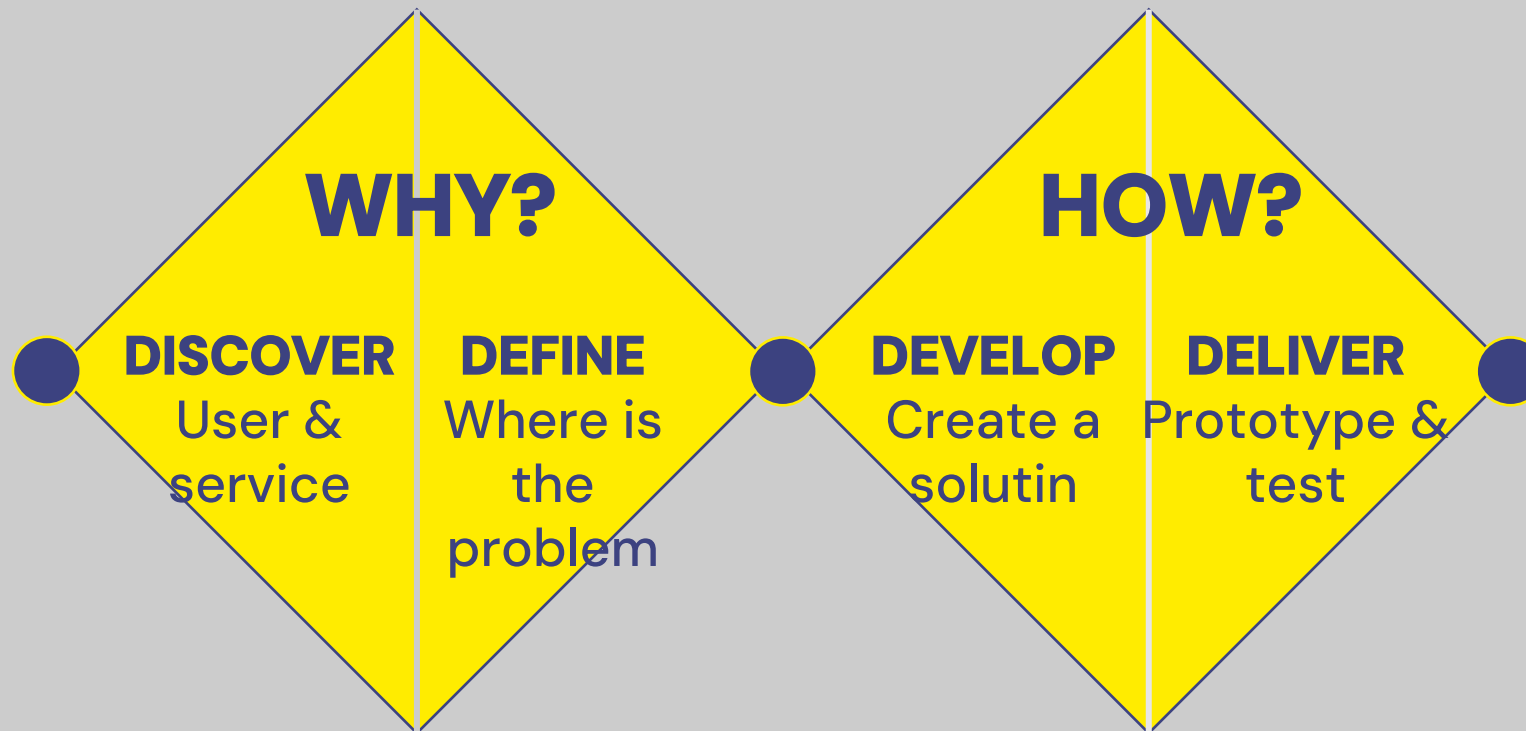 WHY?
DISCOVER
User &
service
DEFINE
Where is
the
problem
HOW?
DEVELOP
Create a
solutin
DELIVER
Prototype &
test